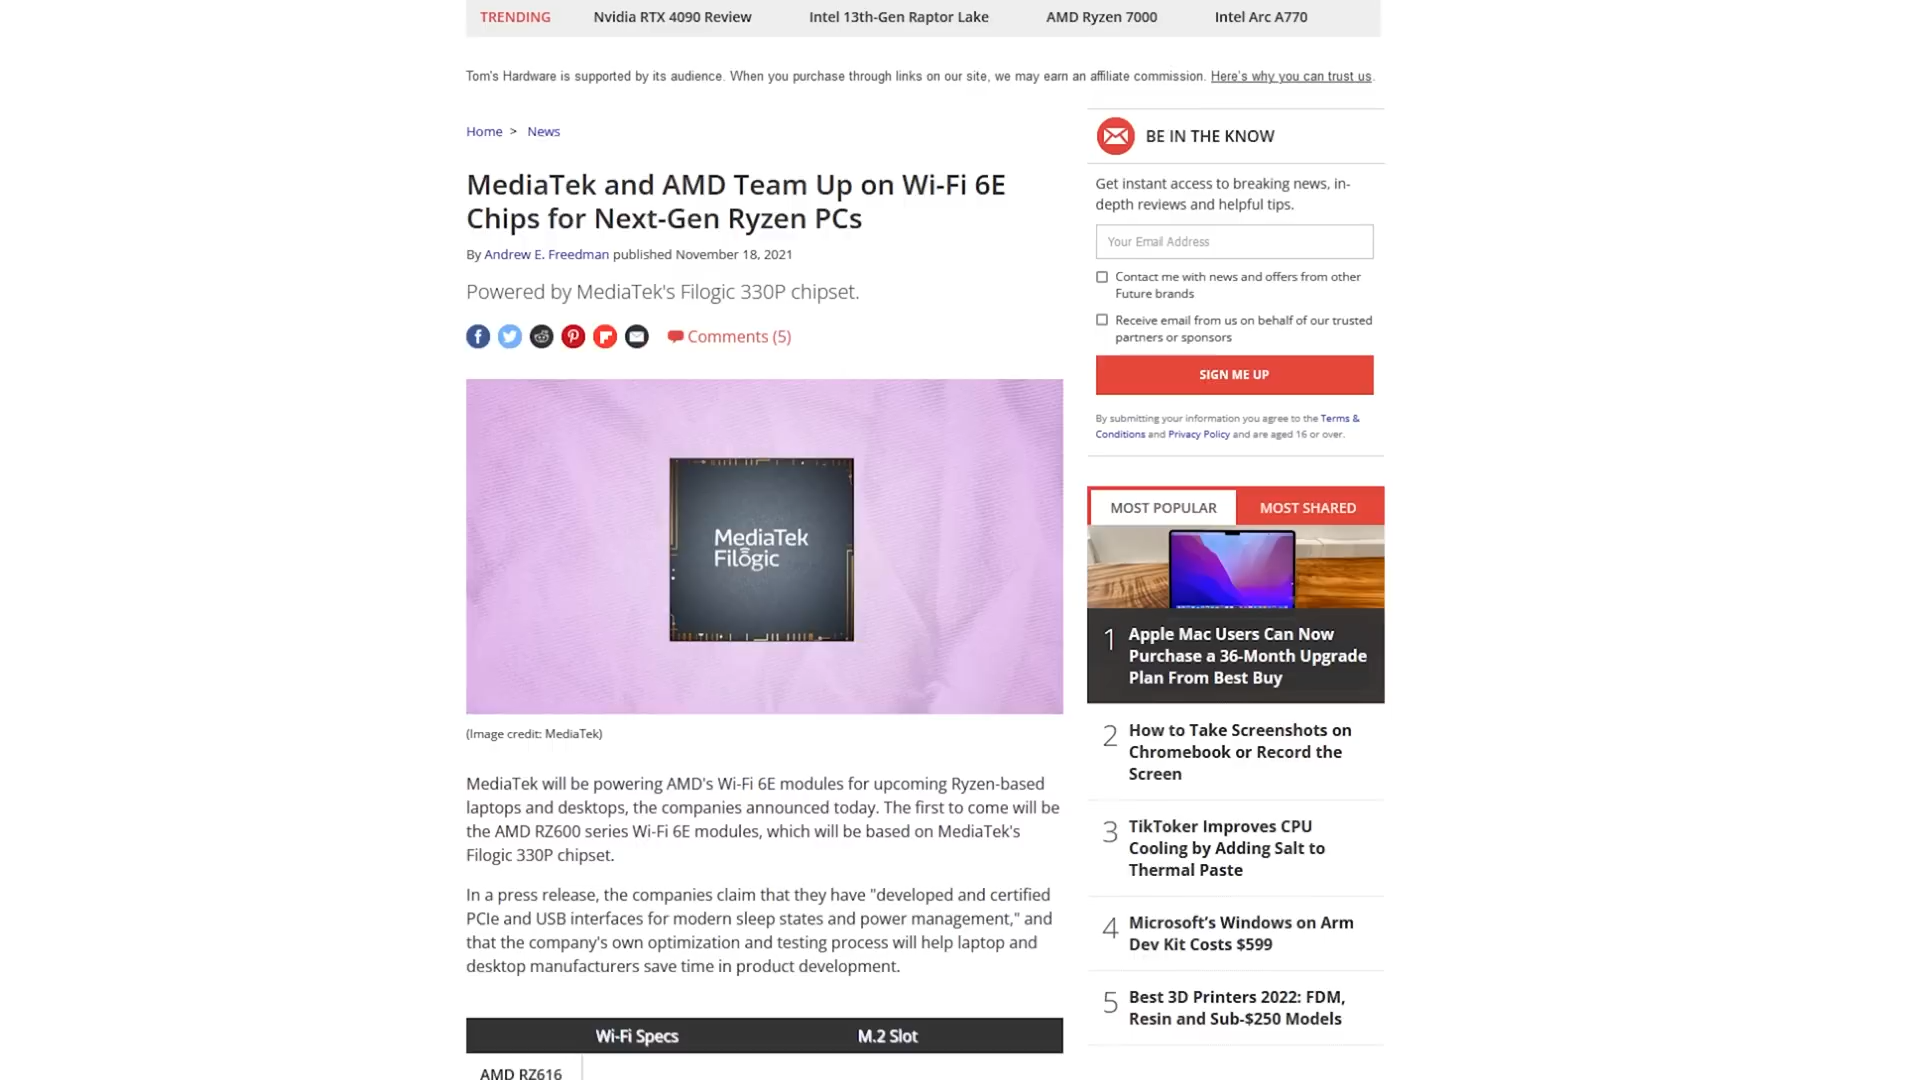 TRENDING Nvidia RTX 4090 Review Intel 13th-Gen Raptor Lake AMD Ryzen 7000 Intel Arc A770
Tom's Hardware is supported by its audience. When you purchase through links on our site, we may earn an affiliate commission. Here's why you can trust us.
Home > News
MediaTek and AMD Team Up on Wi-Fi 6E
Chips for Next-Gen Ryzen PCs
By Andrew E. Freedman published November 18, 2021
Powered by MediaTek's Filogic 330P chipset.
Comments (5)
MediaTek
Filogic
(Image credit: MediaTek)
MediaTek will be powering AMD's Wi-Fi 6E modules for upcoming Ryzen-based
laptops and desktops, the companies announced today. The first to come will be
the AMD RZ600 series Wi-Fi 6E modules, which will be based on MediaTek's
Filogic 330P chipset.
In a press release, the companies claim that they have "developed and certified
PCIe and USB interfaces for modern sleep states and power management," and
that the company's own optimization and testing process will help laptop and
desktop manufacturers save time in product development.
Wi-Fi Specs M.2 Slot
AMD RZ616
BE IN THE KNOW
Get instant access to breaking news, in-
depth reviews and helpful tips.
Your Email Address
Contact me with news and offers from other
Future brands
Receive email from us on behalf of our trusted
partners or sponsors
SIGN ME UP
By submitting your information you agree to the Terms &
Conditions and Privacy Policy and are aged 16 or over.
MOST POPULAR MOST SHARED
1 Apple Mac Users Can Now
Purchase a 36-Month Upgrade
Plan From Best Buy
2 How to Take Screenshots on
Chromebook or Record the
Screen
3 TikToker Improves CPU
Cooling by Adding Salt to
Thermal Paste
4 Microsoft’s Windows on Arm
Dev Kit Costs $599
5 Best 3D Printers 2022: FDM,
Resin and Sub-$250 Models